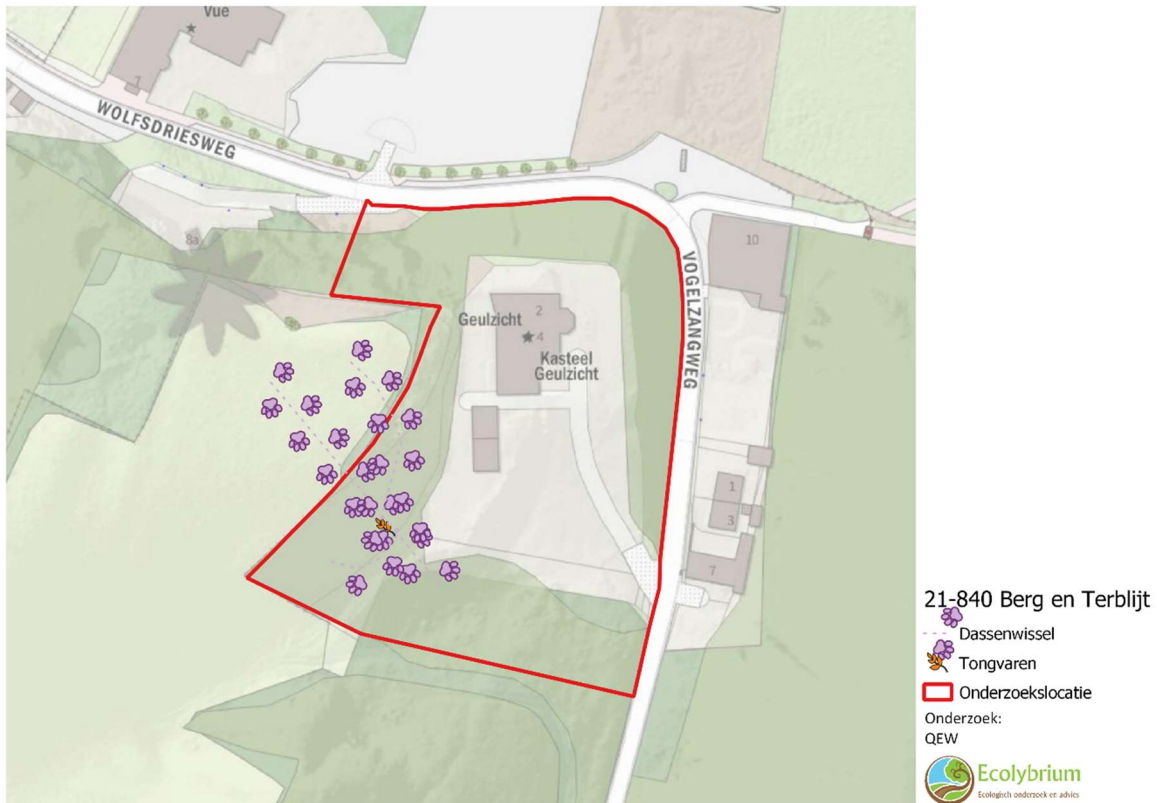 Vue
7
WOLFSDRIESWEG
8a
10
VOGELZANGWEG
Geulzicht
2
4
Kasteel
Geulzicht
1
3
7
21-840 Berg en Terblijt
Dassenwissel
Tongvaren
Onderzoekslocatie
Onderzoek:
QEW
Ecolybrium
Ecologisch onderzoek en advies